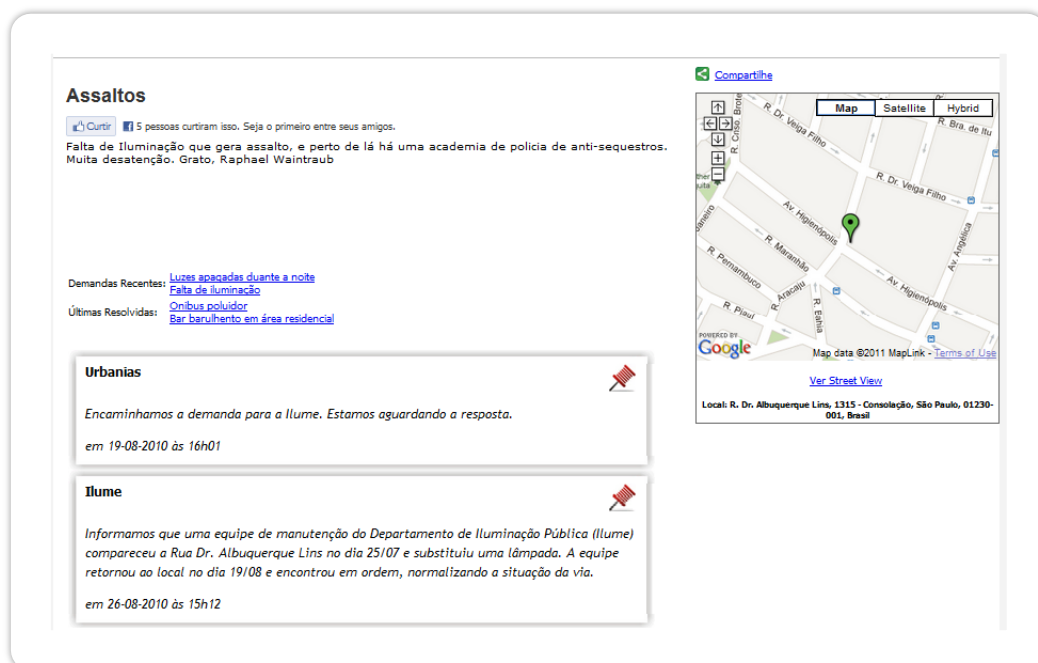 Assaltos
Curtir 5 pessoas curtiram isso. Seja o primeiro entre seus amigos.
Falta de Iluminação que gera assalto, e perto de lá há uma academia de policia de anti-sequestros.
Muita desatenção. Grato, Raphael Waintraub
Demandas Recentes: Luzes apagadas duante a noite
Falta de iluminação
Últimas Resolvidas: Onibus poluidor
Bar barulhento em área residencial
Urbanias
Encaminhamos a demanda para a Ilume. Estamos aguardando a resposta.
em 19-08-2010 às 16h01
Ilume
Informamos que uma equipe de manutenção do Departamento de Iluminação Pública (Ilume)
compareceu a Rua Dr. Albuquerque Lins no dia 25/07 e substituiu uma lâmpada. A equipe
retornou ao local no dia 19/08 e encontrou em ordem, normalizando a situação da via.
em 26-08-2010 às 15h12
Compartilhe
Map Satellite Hybrid
R. Dr. Veiga Filho
R. Bra. de Itu
R. Dr. Veiga Filho
Av. Higienópolis
Av. Angélica
R. Maranhão
R. Pernambuco
Av. Higienópolis
R. Aracaju
R. Bahia
R. Piauí
POWERED BY
Google
Map data ©2011 MapLink - Terms of Use
Ver Street View
Local: R. Dr. Albuquerque Lins, 1315 - Consolação, São Paulo, 01230-
001, Brasil